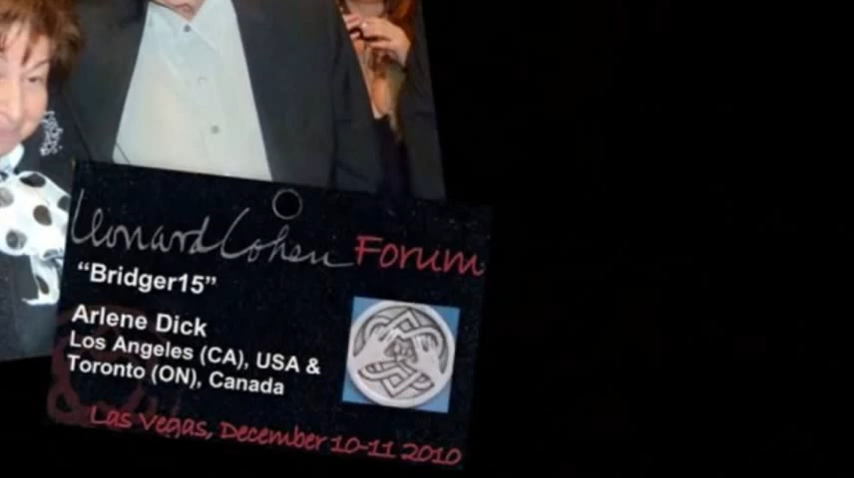 Leonard Cohen Forum
"Bridger15"
Arlene Dick
Los Angeles (CA), USA &
Toronto (ON), Canada
Las Vegas, December 10-11 2010